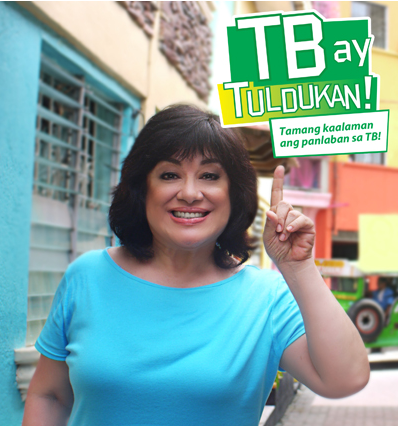 TB ay
TULDUKAN!
Tamang kaalaman
ang panlaban sa TB!